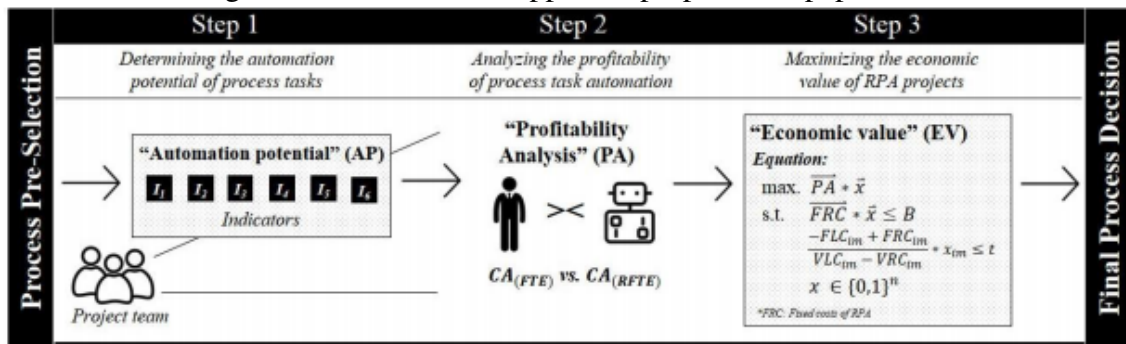 Step 1
Step 2
Step 3
Process Pre-Selection
Determining the automation
potential of process tasks
Analyzing the profitability
of process task automation
Maximizing the economic
value of RPA projects
"Automation potential" (AP)
I1 I2 I3 I4 I5 I6
Indicators
Project team
"Profitability
Analysis" (PA)
><
CA(FTE) vs. CA(RFTE)
"Economic value" (EV)
Equation:
max. PA⃗ * x⃗
s.t. FRC⃗ * x⃗ ≤ B
(−FLCim + FRCim)/(VLCim − VRCim) * xim ≤ t
x ∈ {0,1}^n
*FRC: Fixed costs of RPA
Final Process Decision